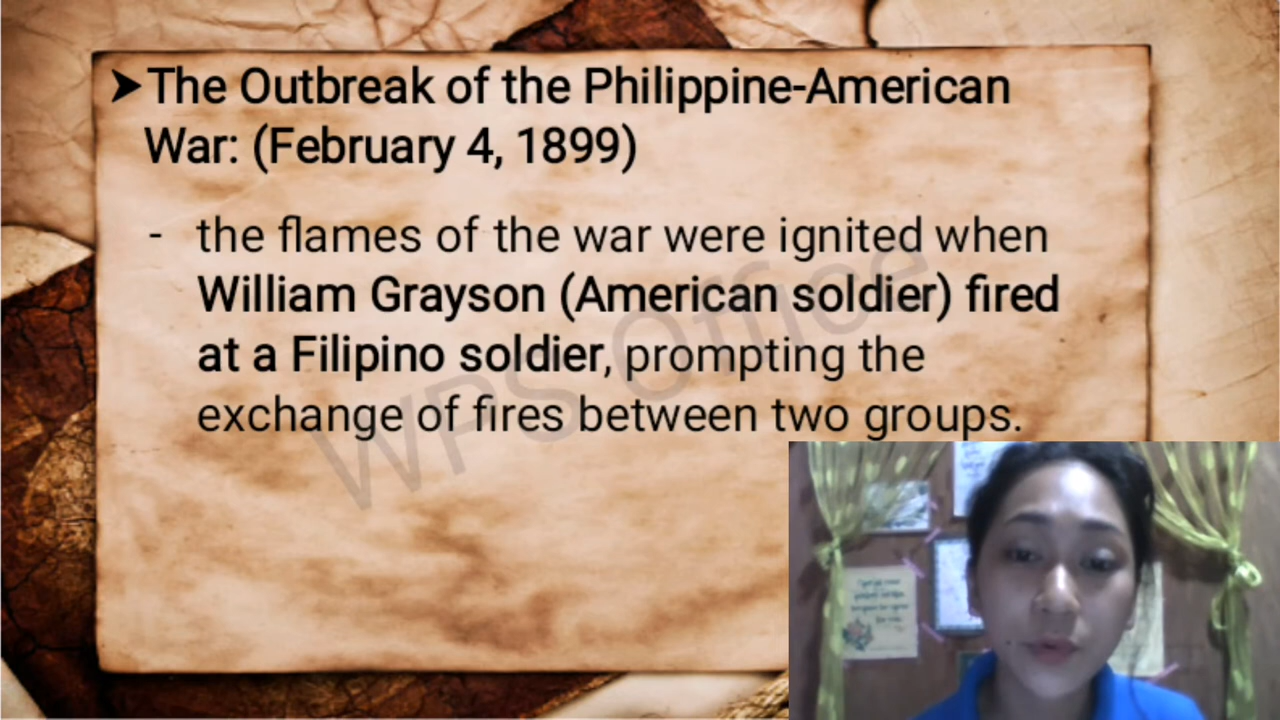 ➤The Outbreak of the Philippine-American
War: (February 4, 1899)
- the flames of the war were ignited when
William Grayson (American soldier) fired
at a Filipino soldier, prompting the
exchange of fires between two groups.
WPS Office